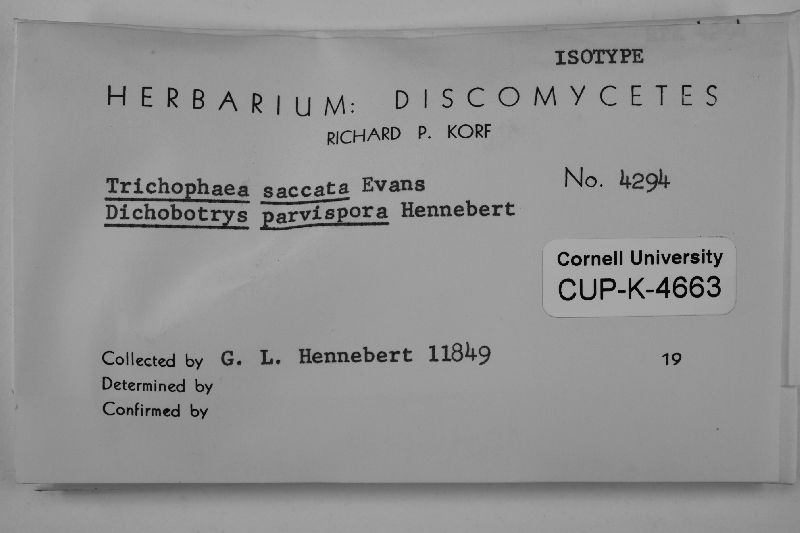 ISOTYPE
HERBARIUM: DISCOMYCETES
RICHARD P. KORF
Trichophaea saccata Evans
No. 4294
Dichobotrys parvispora Hennebert
Cornell University
CUP-K-4663
Collected by G. L. Hennebert 11849
19
Determined by
Confirmed by